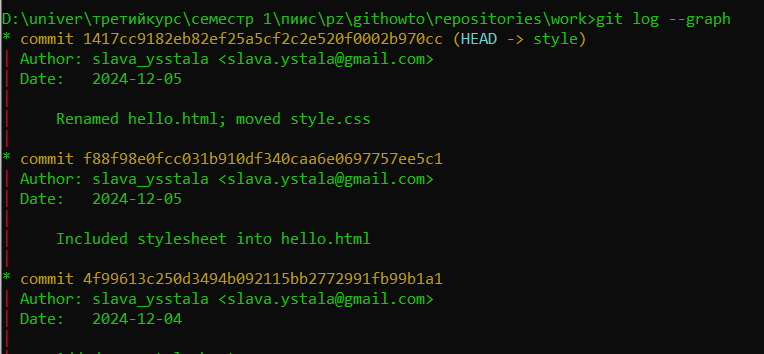 D:\univer\третийкурс\семестр 1\пиис\pz\githowto\repositories\work>git log --graph
* commit 1417cc9182eb82ef25a5cf2c2e520f0002b970cc (HEAD -> style)
| Author: slava_ysstala <slava.ystala@gmail.com>
| Date:   2024-12-05
|
|     Renamed hello.html; moved style.css
|
* commit f88f98e0fcc031b910df340caa6e0697757ee5c1
| Author: slava_ysstala <slava.ystala@gmail.com>
| Date:   2024-12-05
|
|     Included stylesheet into hello.html
|
* commit 4f99613c250d3494b092115bb2772991fb99b1a1
| Author: slava_ysstala <slava.ystala@gmail.com>
| Date:   2024-12-04
|